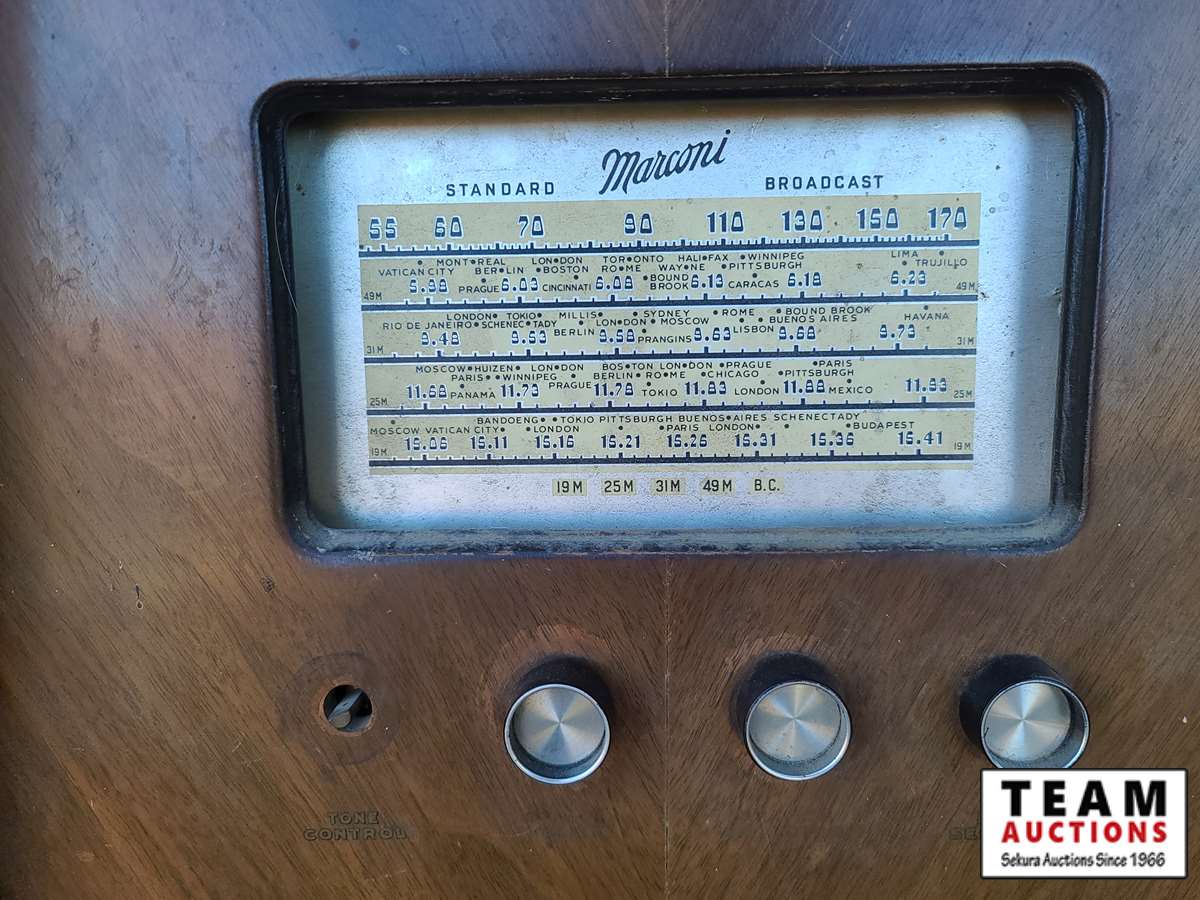 Marconi
STANDARD BROADCAST
55 60 70 90 110 130 150 170
MONTREAL LONDON TORONTO HALIFAX WINNIPEG LIMA
VATICAN CITY BERLIN BOSTON ROME WAYNE PITTSBURGH TRUJILLO
5.98 PRAGUE 6.03 CINCINNATI 6.08 BOUND BROOK 6.13 CARACAS 6.18 6.23
49M 49M
LONDON TOKIO MILLIS SYDNEY ROME BOUND BROOK HAVANA
RIO DE JANEIRO SCHENECTADY BERLIN LONDON MOSCOW BUENOS AIRES
9.48 9.53 9.58 PRANGINS 9.63 LISBON 9.68 9.73
31M 31M
MOSCOW HUIZEN LONDON BOSTON LONDON PRAGUE PARIS
PARIS WINNIPEG PRAGUE BERLIN ROME CHICAGO PITTSBURGH
11.68 PANAMA 11.73 11.78 TOKIO 11.83 LONDON 11.88 MEXICO 11.93
25M 25M
BANDOENG TOKIO PITTSBURGH BUENOS AIRES SCHENECTADY
MOSCOW VATICAN CITY LONDON PARIS LONDON BUDAPEST
15.06 15.11 15.16 15.21 15.26 15.31 15.36 15.41
19M 19M
19M 25M 31M 49M B.C.
TONE
CONTROL
TEAM
AUCTIONS
Sekura Auctions Since 1966